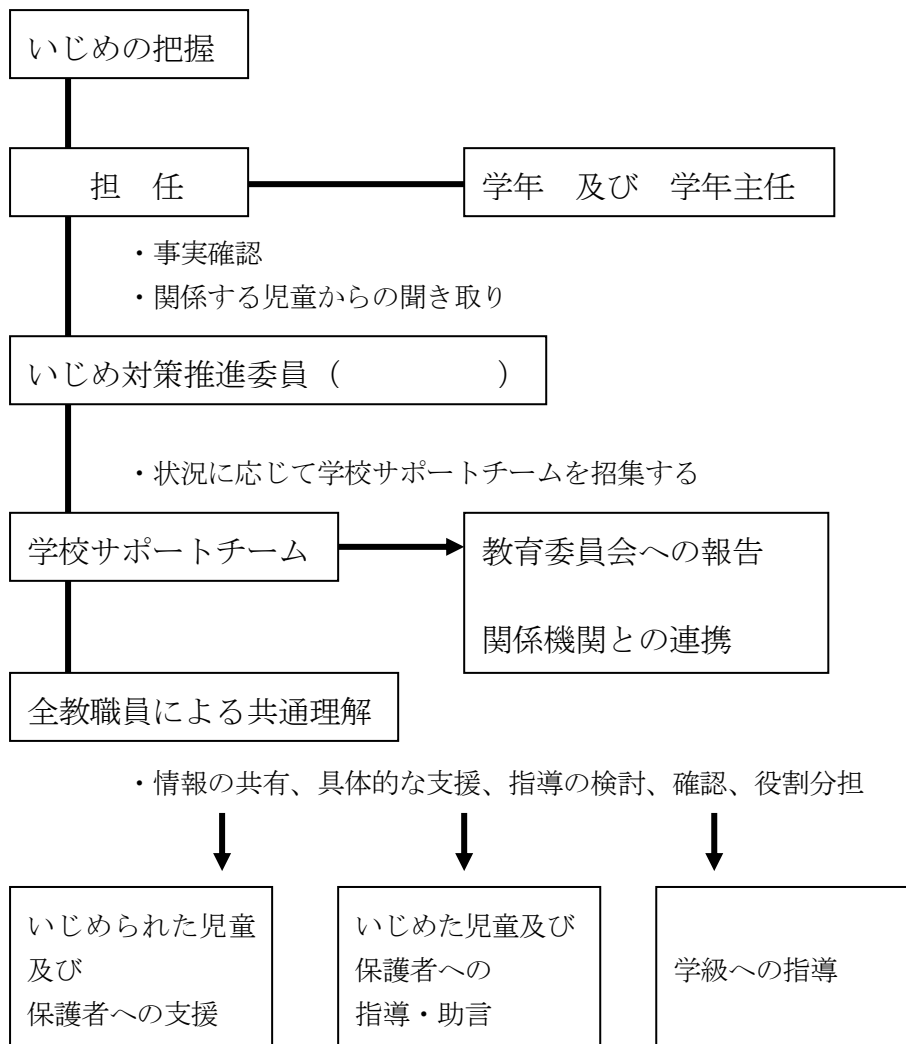 いじめの把握
担　任
学年　及び　学年主任
・事実確認
・関係する児童からの聞き取り
いじめ対策推進委員（　　　　　　）
・状況に応じて学校サポートチームを招集する
学校サポートチーム
教育委員会への報告
関係機関との連携
全教職員による共通理解
・情報の共有、具体的な支援、指導の検討、確認、役割分担
いじめられた児童
及び
保護者への支援
いじめた児童及び
保護者への
指導・助言
学級への指導